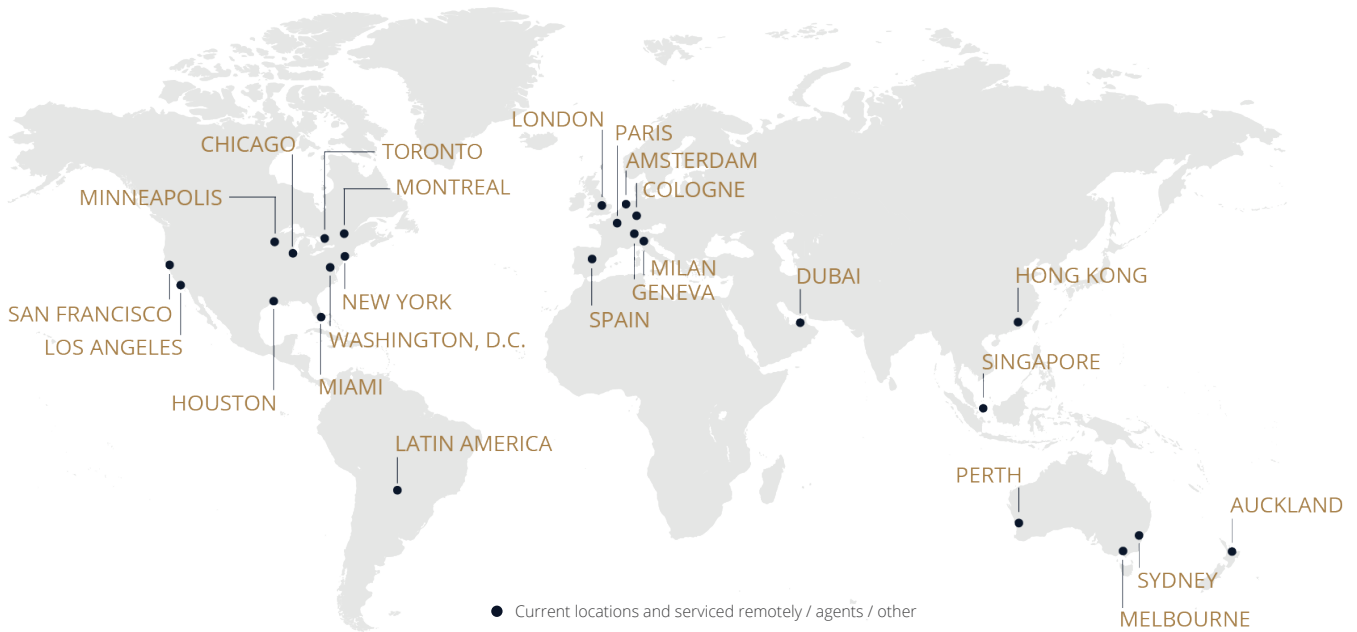 LONDON
PARIS
CHICAGO
TORONTO
AMSTERDAM
MINNEAPOLIS
MONTREAL
COLOGNE
MILAN
DUBAI
HONG KONG
GENEVA
NEW YORK
SAN FRANCISCO
SPAIN
WASHINGTON, D.C.
LOS ANGELES
SINGAPORE
MIAMI
HOUSTON
LATIN AMERICA
PERTH
AUCKLAND
SYDNEY
Current locations and serviced remotely / agents / other
MELBOURNE